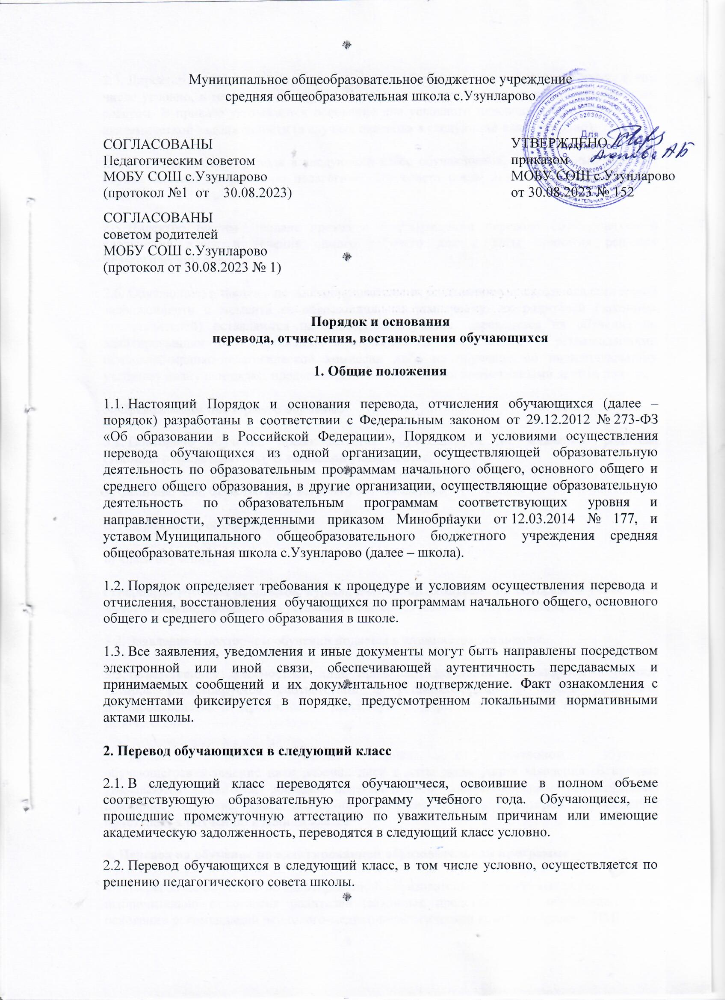 Муниципальное общеобразовательное бюджетное учреждение
средняя общеобразовательная школа с.Узунларово
СОГЛАСОВАНЫ
Педагогическим советом
МОБУ СОШ с.Узунларово
(протокол №1 от 30.08.2023)
УТВЕРЖДЕНО
приказом
МОБУ СОШ с.Узунларово
от 30.08.2023 № 152
Для
документов
СОГЛАСОВАНЫ
советом родителей
МОБУ СОШ с.Узунларово
(протокол от 30.08.2023 № 1)
Порядок и основания
перевода, отчисления, востановления обучающихся
1. Общие положения
1.1. Настоящий Порядок и основания перевода, отчисления обучающихся (далее –
порядок) разработаны в соответствии с Федеральным законом от 29.12.2012 № 273-ФЗ
«Об образовании в Российской Федерации», Порядком и условиями осуществления
перевода обучающихся из одной организации, осуществляющей образовательную
деятельность по образовательным программам начального общего, основного общего и
среднего общего образования, в другие организации, осуществляющие образовательную
деятельность по образовательным программам соответствующих уровня и
направленности, утвержденными приказом Минобрнауки от 12.03.2014 № 177, и
уставом Муниципального общеобразовательного бюджетного учреждения средняя
общеобразовательная школа с.Узунларово (далее – школа).
1.2. Порядок определяет требования к процедуре и условиям осуществления перевода и
отчисления, восстановления обучающихся по программам начального общего, основного
общего и среднего общего образования в школе.
1.3. Все заявления, уведомления и иные документы могут быть направлены посредством
электронной или иной связи, обеспечивающей аутентичность передаваемых и
принимаемых сообщений и их документальное подтверждение. Факт ознакомления с
документами фиксируется в порядке, предусмотренном локальными нормативными
актами школы.
2. Перевод обучающихся в следующий класс
2.1. В следующий класс переводятся обучающиеся, освоившие в полном объеме
соответствующую образовательную программу учебного года. Обучающиеся, не
прошедшие промежуточную аттестацию по уважительным причинам или имеющие
академическую задолженность, переводятся в следующий класс условно.
2.2. Перевод обучающихся в следующий класс, в том числе условно, осуществляется по
решению педагогического совета школы.